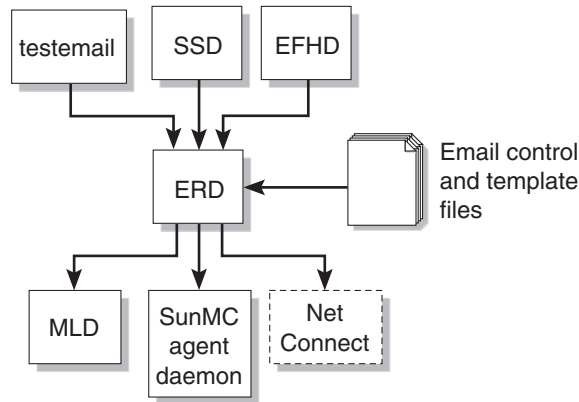 testemail
SSD
EFHD
ERD
Email control
and template
files
MLD
SunMC
agent
daemon
Net
Connect